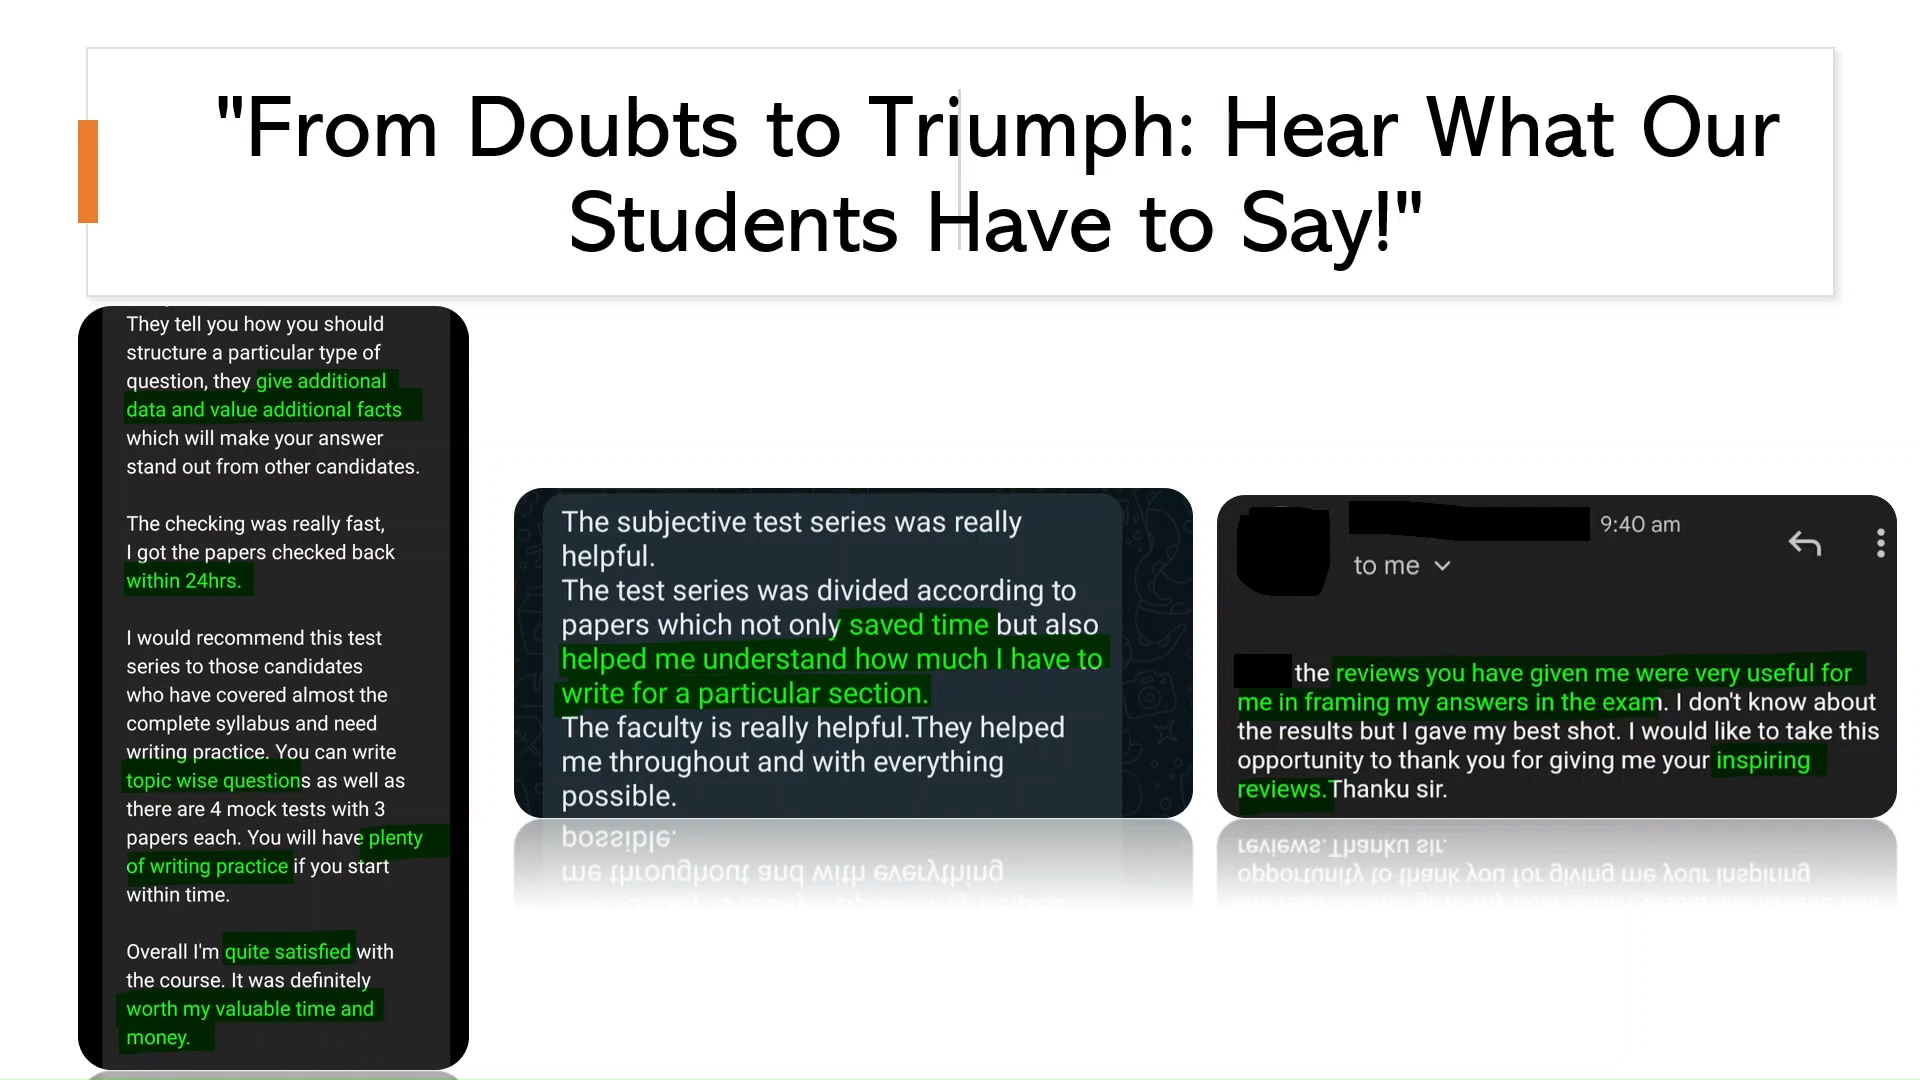 "From Doubts to Triumph: Hear What Our
Students Have to Say!"
They tell you how you should
structure a particular type of
question, they give additional
data and value additional facts
which will make your answer
stand out from other candidates.
The checking was really fast,
I got the papers checked back
within 24hrs.
I would recommend this test
series to those candidates
who have covered almost the
complete syllabus and need
writing practice. You can write
topic wise questions as well as
there are 4 mock tests with 3
papers each. You will have plenty
of writing practice if you start
within time.
Overall I'm quite satisfied with
the course. It was definitely
worth my valuable time and
money.
The subjective test series was really
helpful.
The test series was divided according to
papers which not only saved time but also
helped me understand how much I have to
write for a particular section.
The faculty is really helpful.They helped
me throughout and with everything
possible.
9:40 am
to me
the reviews you have given me were very useful for
me in framing my answers in the exam. I don't know about
the results but I gave my best shot. I would like to take this
opportunity to thank you for giving me your inspiring
reviews.Thanku sir.